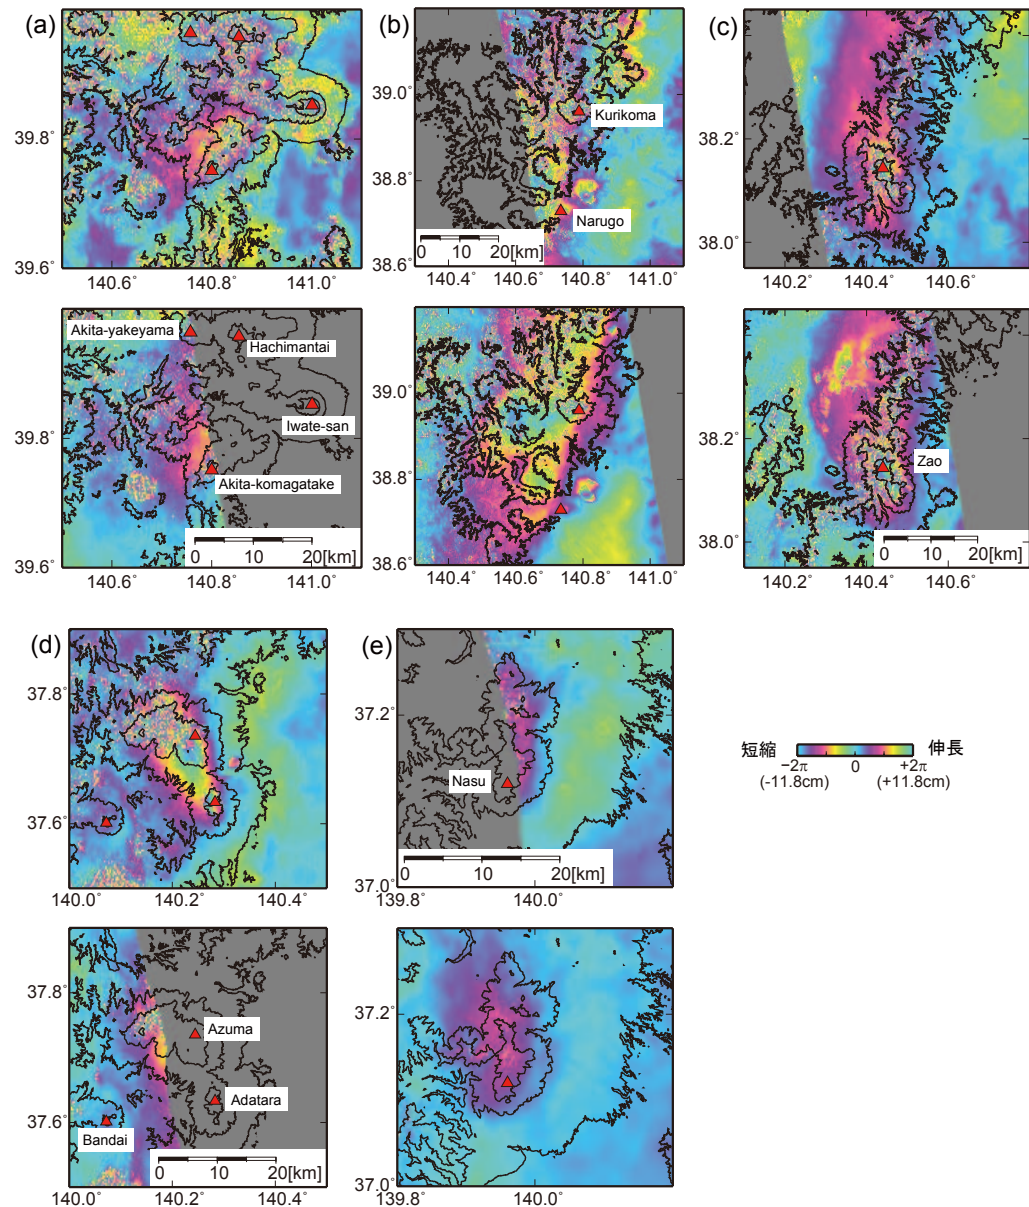 (a)
39.8˚
39.6˚
140.6˚ 140.8˚ 141.0˚
(b)
39.0˚
38.8˚
38.6˚
Kurikoma
Narugo
0 10 20[km]
140.4˚ 140.6˚ 140.8˚ 141.0˚
(c)
38.2˚
38.0˚
140.2˚ 140.4˚ 140.6˚
Akita-yakeyama
Hachimantai
Iwate-san
Akita-komagatake
39.8˚
39.6˚
0 10 20[km]
140.6˚ 140.8˚ 141.0˚
39.0˚
38.8˚
38.6˚
140.4˚ 140.6˚ 140.8˚ 141.0˚
38.2˚
38.0˚
Zao
0 10 20[km]
140.2˚ 140.4˚ 140.6˚
(d)
37.8˚
37.6˚
140.0˚ 140.2˚ 140.4˚
(e)
37.2˚
37.0˚
Nasu
0 10 20[km]
139.8˚ 140.0˚
短縮 伸長
−2π 0 +2π
(-11.8cm) (+11.8cm)
37.8˚
37.6˚
Azuma
Adatara
Bandai
0 10 20[km]
140.0˚ 140.2˚ 140.4˚
37.2˚
37.0˚
139.8˚ 140.0˚